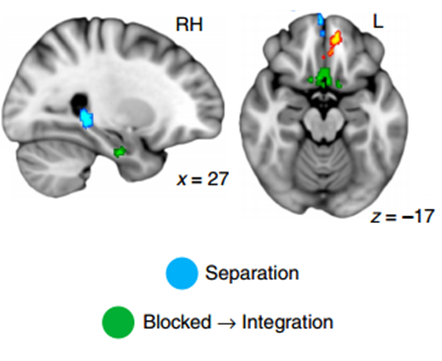 RH
L
x = 27
z = –17
Separation
Blocked → Integration